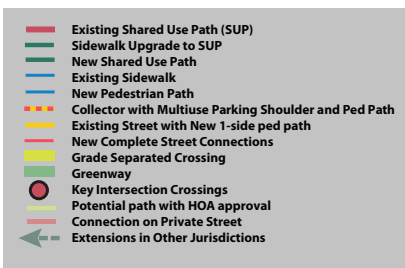 Existing Shared Use Path (SUP)
Sidewalk Upgrade to SUP
New Shared Use Path
Existing Sidewalk
New Pedestrian Path
Collector with Multiuse Parking Shoulder and Ped Path
Existing Street with New 1-side ped path
New Complete Street Connections
Grade Separated Crossing
Greenway
Key Intersection Crossings
Potential path with HOA approval
Connection on Private Street
Extensions in Other Jurisdictions